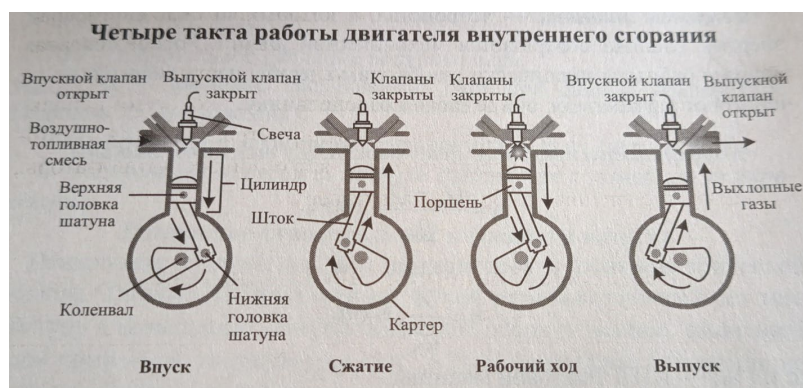 Четыре такта работы двигателя внутреннего сгорания
Впускной клапан
открыт
Выпускной клапан
закрыт
Клапаны
закрыты
Клапаны
закрыты
Впускной клапан
закрыт
Выпускной
клапан
открыт
Воздушно-
топливная
смесь
Свеча
Верхняя
головка
шатуна
Цилиндр
Шток
Поршень
Выхлопные
газы
Коленвал
Нижняя
головка
шатуна
Картер
Впуск
Сжатие
Рабочий ход
Выпуск